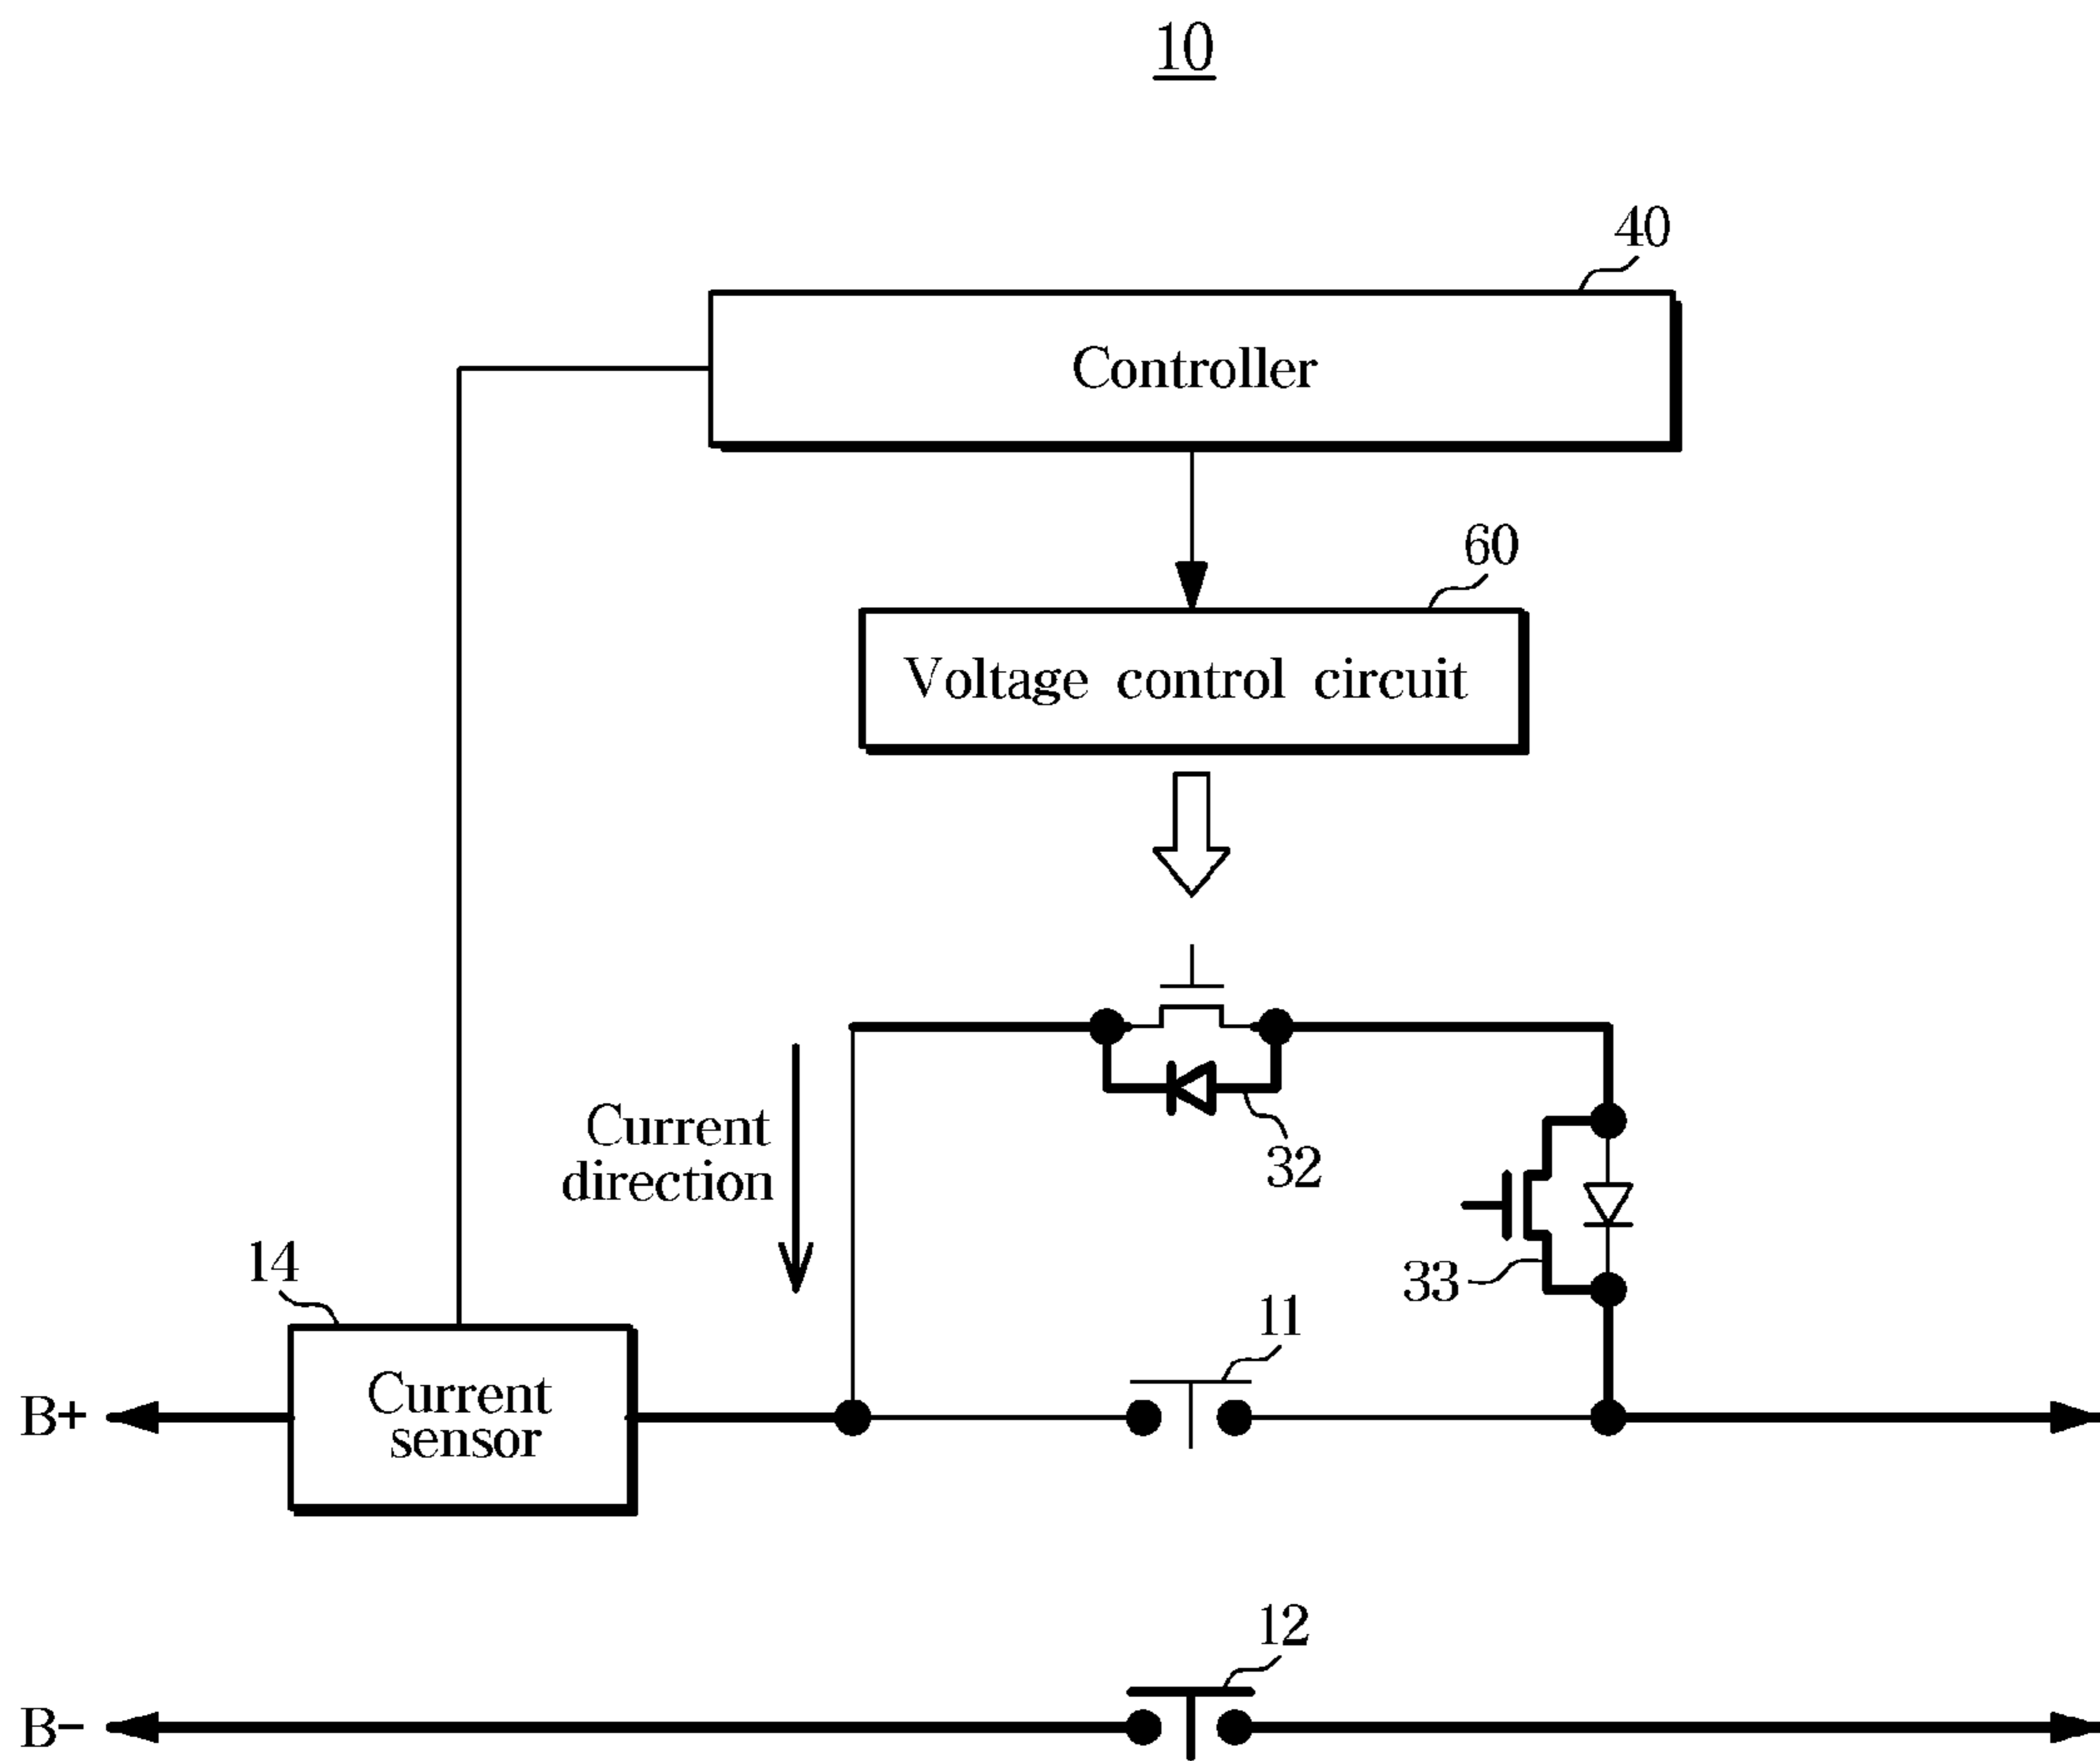 10
40
Controller
60
Voltage control circuit
Current
direction
32
33
14
11
Current
sensor
B+
12
B-